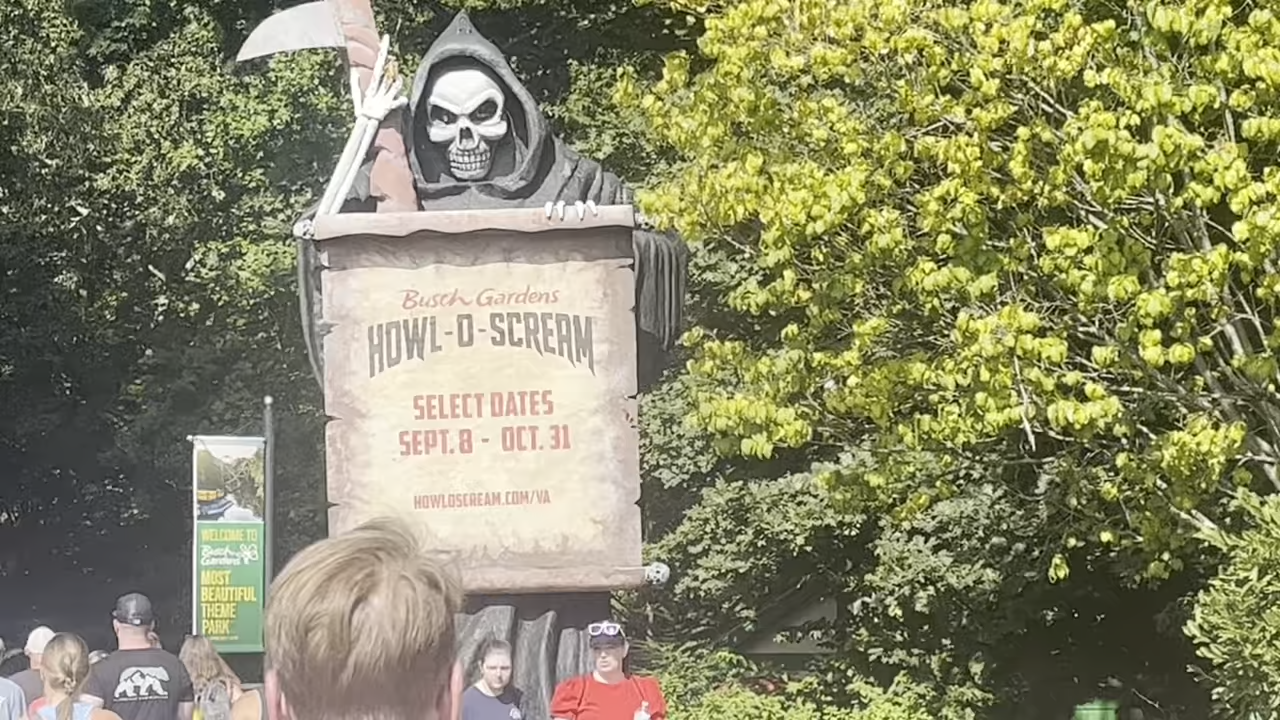 Busch Gardens
HOWL-O-SCREAM
SELECT DATES
SEPT. 8 - OCT. 31
HOWLOSCREAM.COM/VA
WELCOME TO
Busch
Gardens
MOST
BEAUTIFUL
THEME
PARK